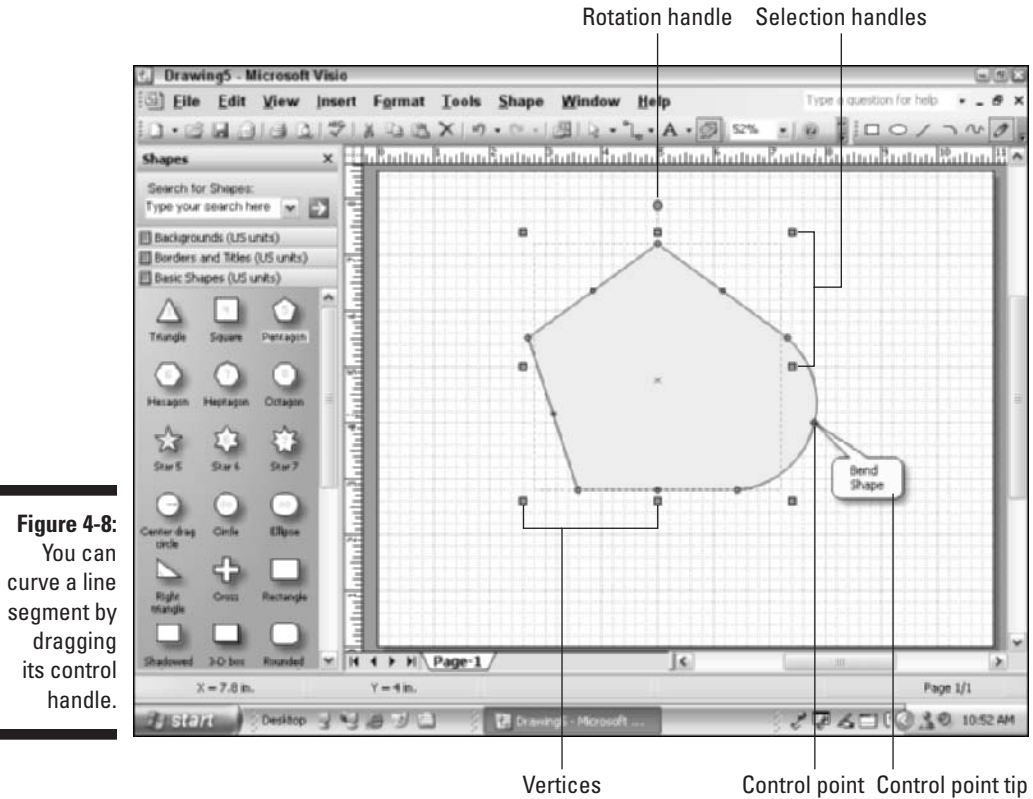 Rotation handle Selection handles
Drawing5 - Microsoft Visio
File Edit View Insert Format Tools Shape Window Help
Type a question for help
52%
Shapes
Search for Shapes:
Type your search here
Backgrounds (US units)
Borders and Titles (US units)
Basic Shapes (US units)
Triangle Square Pentagon
Hexagon Heptagon Octagon
Star 5 Star 6 Star 7
Center drag circle Circle Ellipse
Right triangle Cross Rectangle
Shadowed 3-D box Rounded
Bend
Shape
Figure 4-8:
You can
curve a line
segment by
dragging
its control
handle.
Page-1
X = 7.8 in. Y = 4 in. Page 1/1
start Desktop Drawing5 - Microsoft ... 10:52 AM
Vertices Control point Control point tip